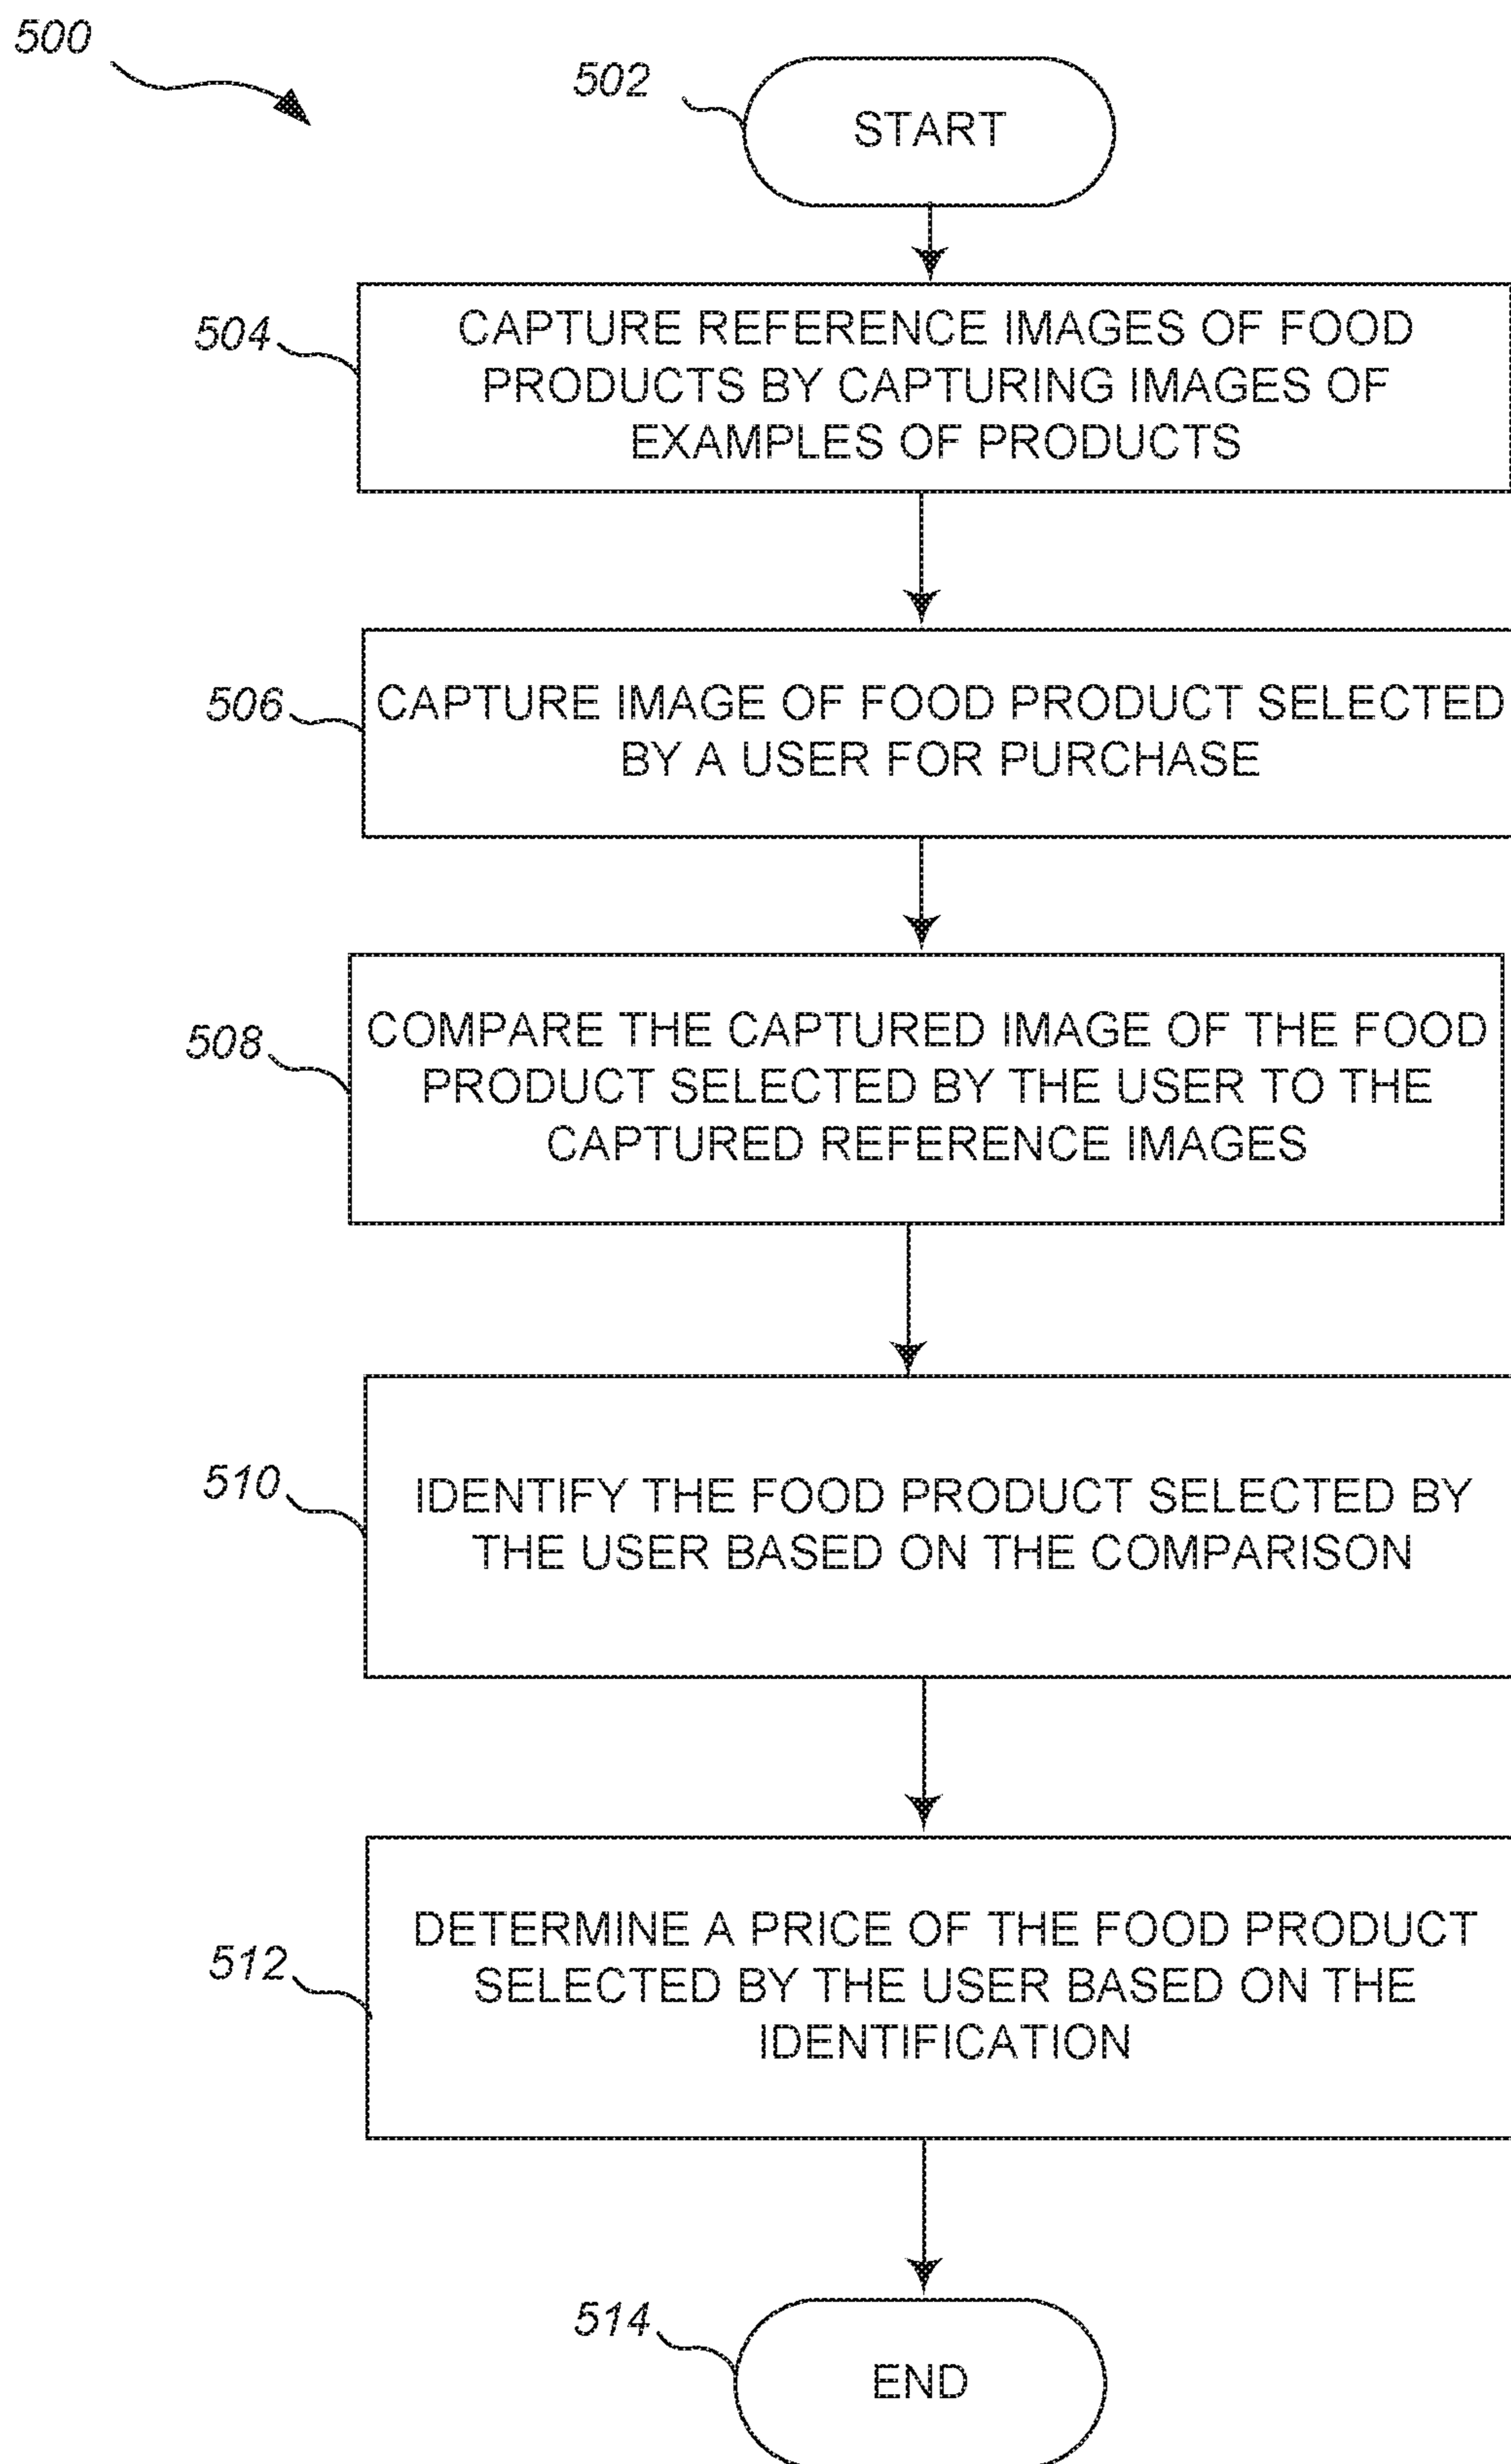 500
502
START
504
CAPTURE REFERENCE IMAGES OF FOOD
PRODUCTS BY CAPTURING IMAGES OF
EXAMPLES OF PRODUCTS
506
CAPTURE IMAGE OF FOOD PRODUCT SELECTED
BY A USER FOR PURCHASE
508
COMPARE THE CAPTURED IMAGE OF THE FOOD
PRODUCT SELECTED BY THE USER TO THE
CAPTURED REFERENCE IMAGES
510
IDENTIFY THE FOOD PRODUCT SELECTED BY
THE USER BASED ON THE COMPARISON
512
DETERMINE A PRICE OF THE FOOD PRODUCT
SELECTED BY THE USER BASED ON THE
IDENTIFICATION
514
END